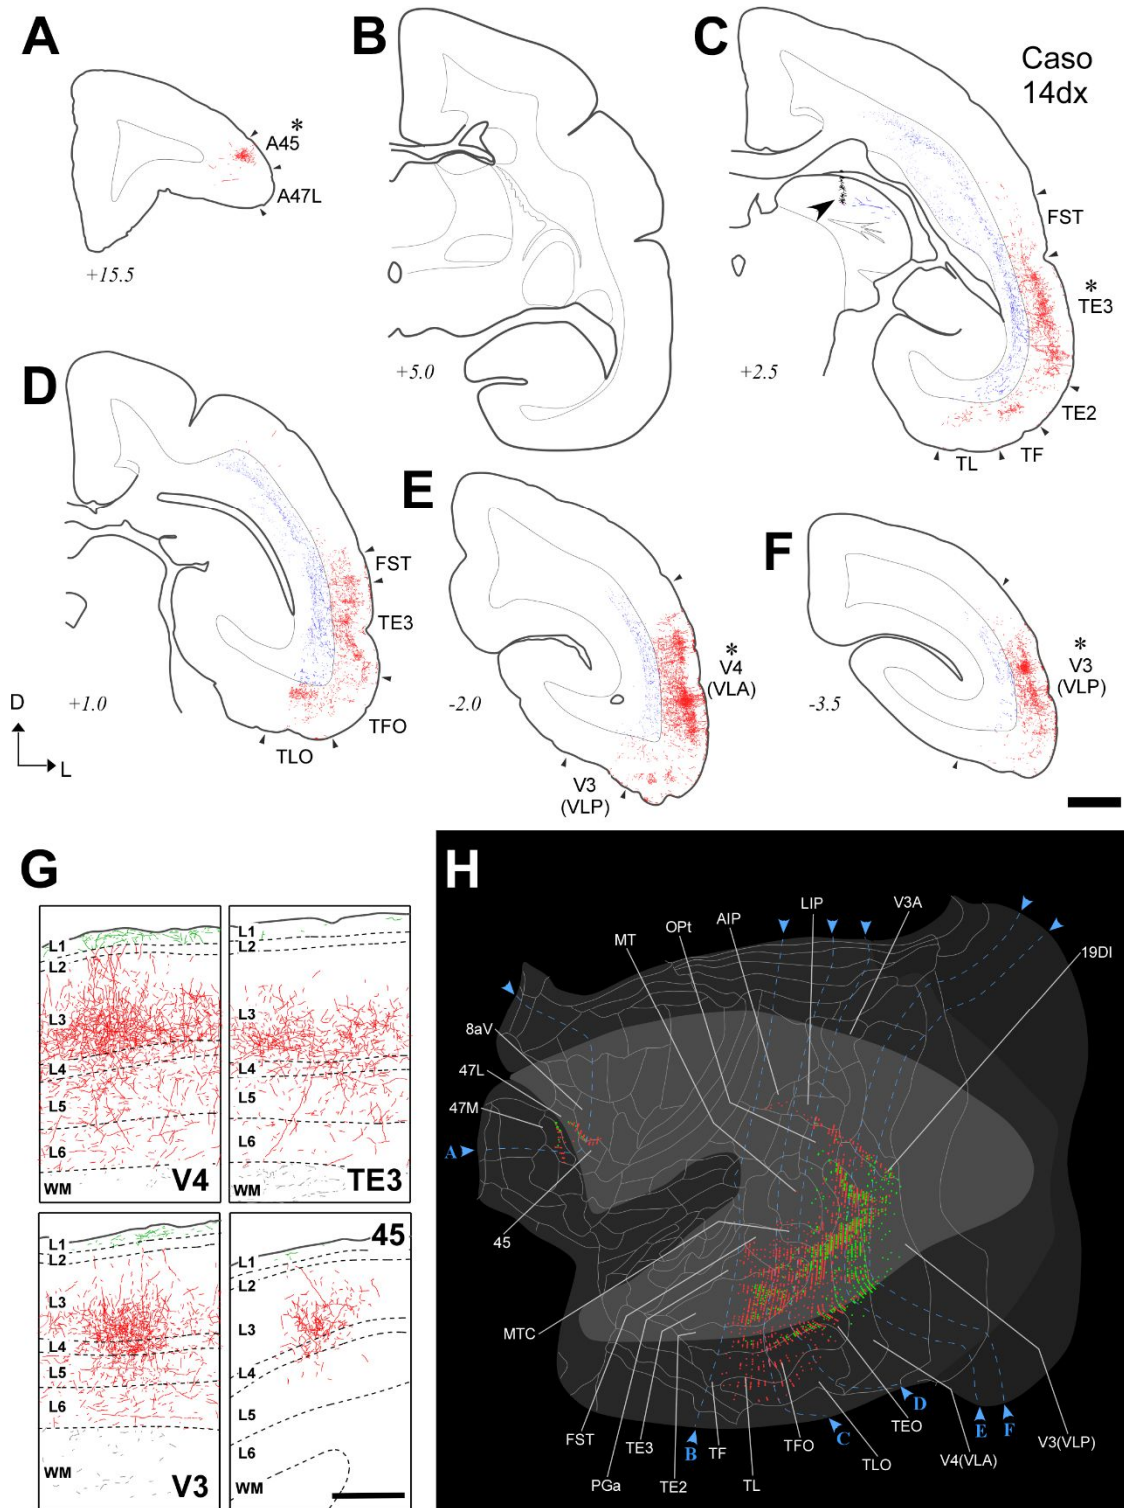 A
B
C
Caso
14dx
*
A45
A47L
+15.5
+5.0
FST
*
TE3
+2.5
TE2
TF
TL
D
FST
TE3
TFO
TLO
+1.0
D
L
E
*
V4
(VLA)
-2.0
V3
(VLP)
F
*
V3
(VLP)
-3.5
G
L1
L2
L3
L4
L5
L6
WM
V4
L1
L2
L3
L4
L5
L6
WM
TE3
L1
L2
L3
L4
L5
L6
WM
V3
45
L1
L2
L3
L4
L5
L6
WM
H
LIP
V3A
AIP
OPt
MT
19DI
8aV
47L
47M
A
45
MTC
FST
TE3
PGa
TE2
B
TF
TL
TFO
C
TLO
D
TEO
V4(VLA)
E
F
V3(VLP)